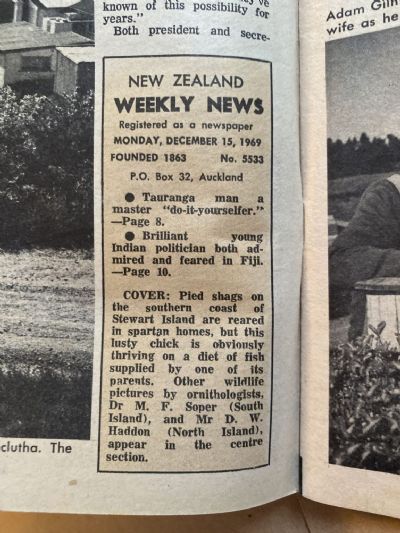 known of this possibility for
years."
Both president and secre-
Adam Gilh
wife as he
NEW ZEALAND
WEEKLY NEWS
Registered as a newspaper
MONDAY, DECEMBER 15, 1969
FOUNDED 1863 No. 5533
P.O. Box 32, Auckland
● Tauranga man a
master "do-it-yourselfer."
—Page 8.
● Brilliant young
Indian politician both ad-
mired and feared in Fiji.
—Page 10.
COVER: Pied shags on
the southern coast of
Stewart Island are reared
in spartan homes, but this
lusty chick is obviously
thriving on a diet of fish
supplied by one of its
parents. Other wildlife
pictures by ornithologists,
Dr M. F. Soper (South
Island), and Mr D. W.
Haddon (North Island),
appear in the centre
section.
clutha. The